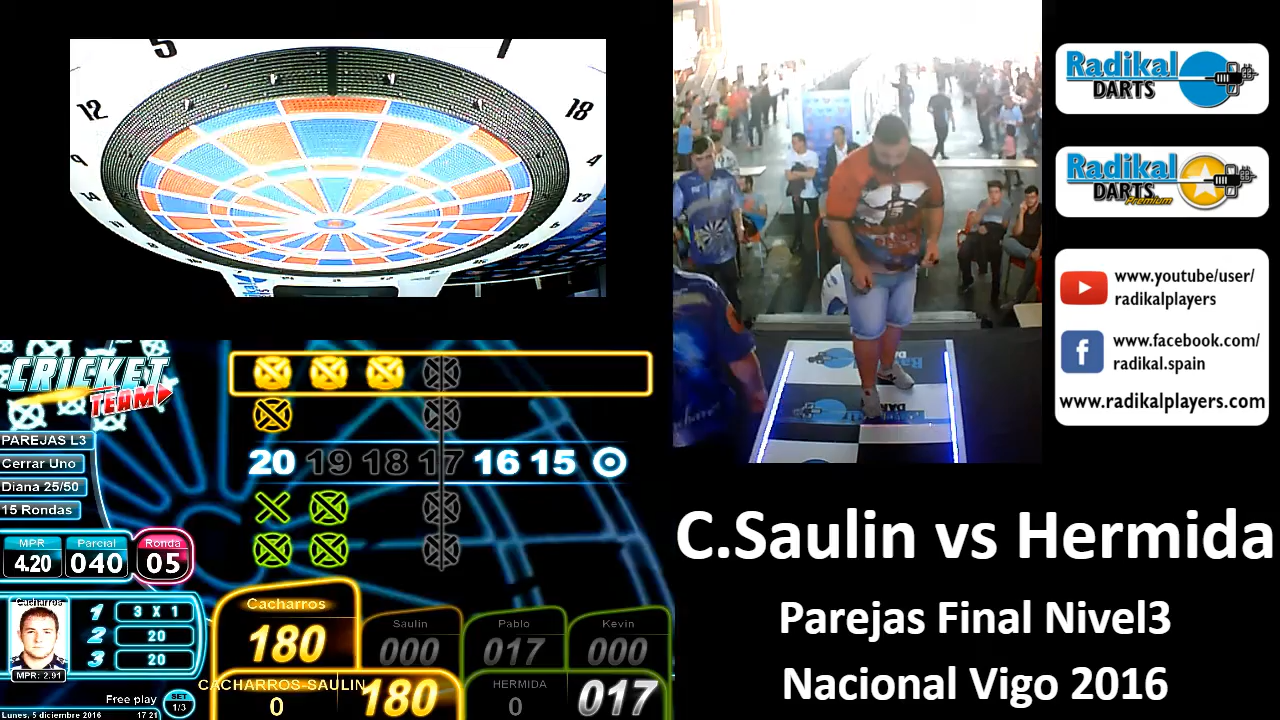 5
12
18
9
4
14
13
Radikal
DARTS
Radikal
DARTS
Premium
www.youtube/user/
radikalplayers
www.facebook.com/
radikal.spain
www.radikalplayers.com
CRICKET
TEAM
PAREJAS L3
Cerrar Uno
Diana 25/50
15 Rondas
20 19 18 17 16 15
MPR Parcial Ronda
4.20 040 05
Cacharros
1 3 X 1
2 20
3 20
MPR: 2.91
Free play
SET
1/3
Lunes, 5 diciembre 2016 17:21
Cacharros
180
Saulin
000
Pablo
017
Kevin
000
CACHARROS-SAULIN
0
180
HERMIDA
0
017
C.Saulin vs Hermida
Parejas Final Nivel3
Nacional Vigo 2016